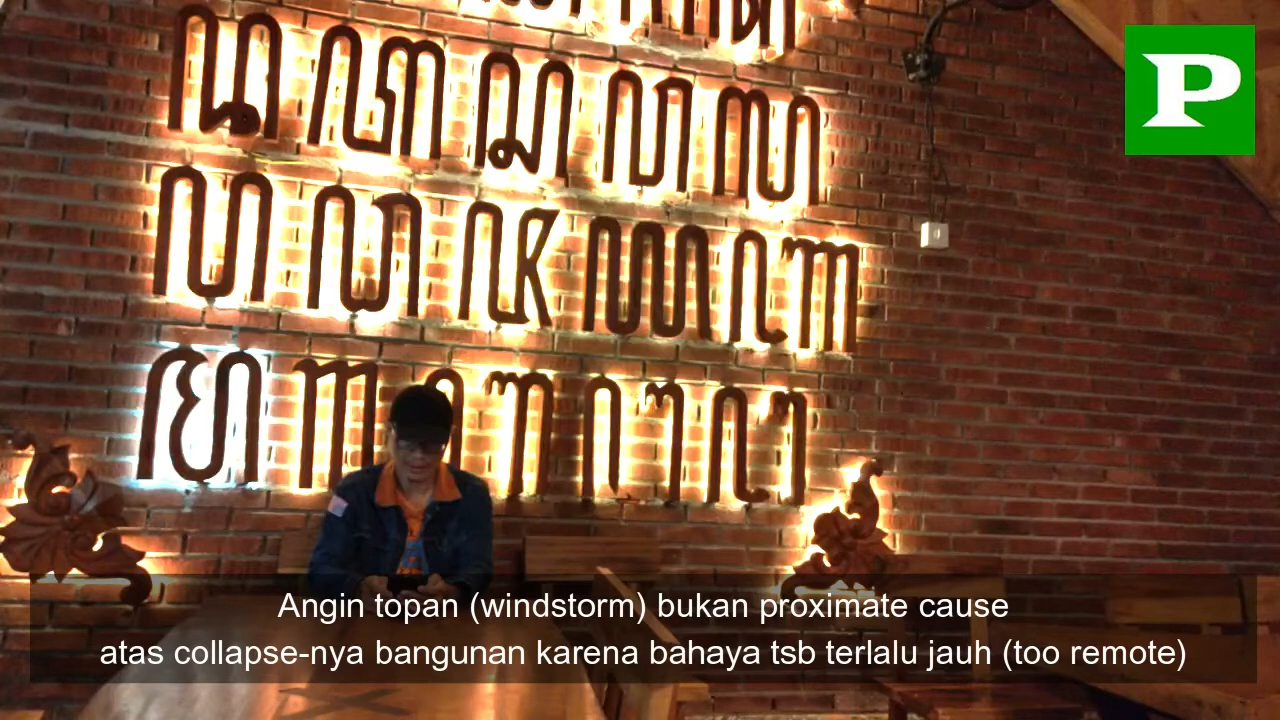 ꦢ ꦠ ꦱ ꦮ ꦭ
ꦥ ꦝ ꦗ ꦪ ꦚ
ꦩ ꦒ ꦧ ꦛ ꦔ
P
Angin topan (windstorm) bukan proximate cause
atas collapse-nya bangunan karena bahaya tsb terlalu jauh (too remote)